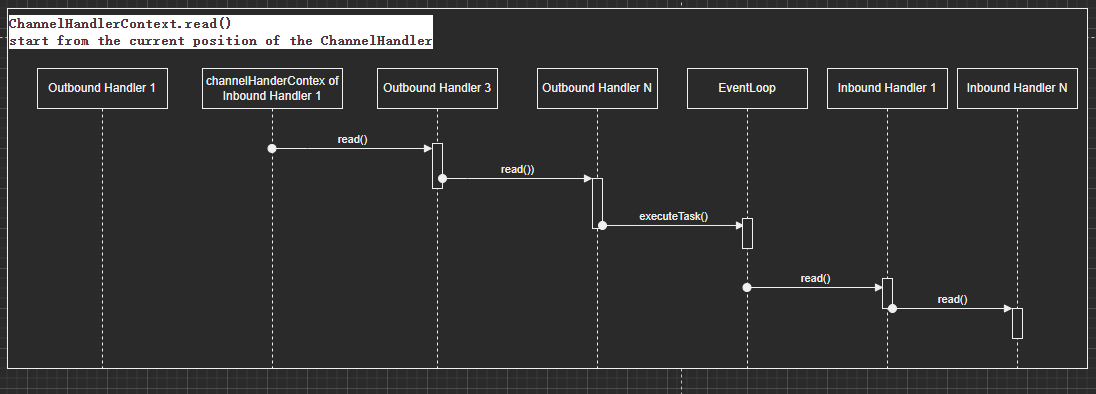 ChannelHandlerContext.read()
start from the current position of the ChannelHandler
Outbound Handler 1
channelHanderContex of
Inbound Handler 1
Outbound Handler 3
Outbound Handler N
EventLoop
Inbound Handler 1
Inbound Handler N
read()
read())
executeTask()
read()
read()